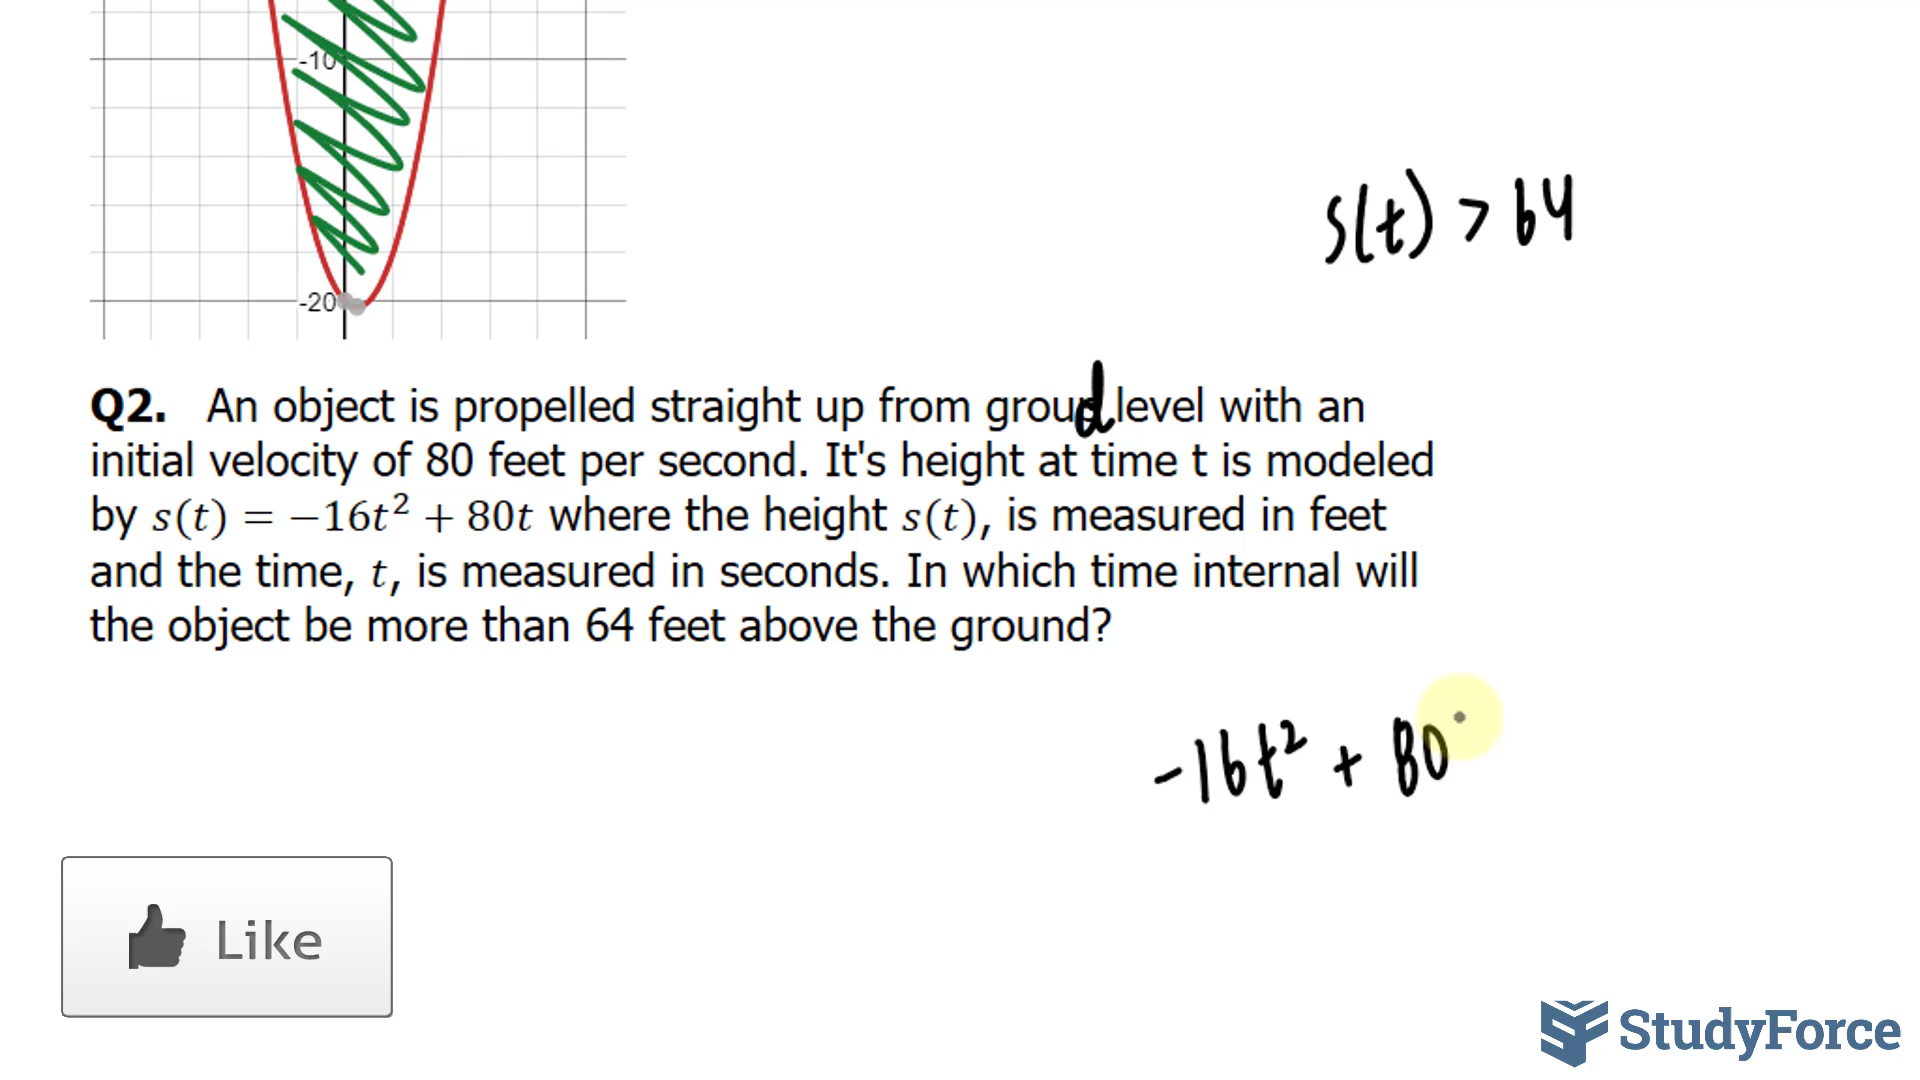 -10
s(t) > 64
-20
Q2. An object is propelled straight up from groud level with an
initial velocity of 80 feet per second. It's height at time t is modeled
by s(t) = −16t² + 80t where the height s(t), is measured in feet
and the time, t, is measured in seconds. In which time internal will
the object be more than 64 feet above the ground?
-16t² + 80
Like
StudyForce